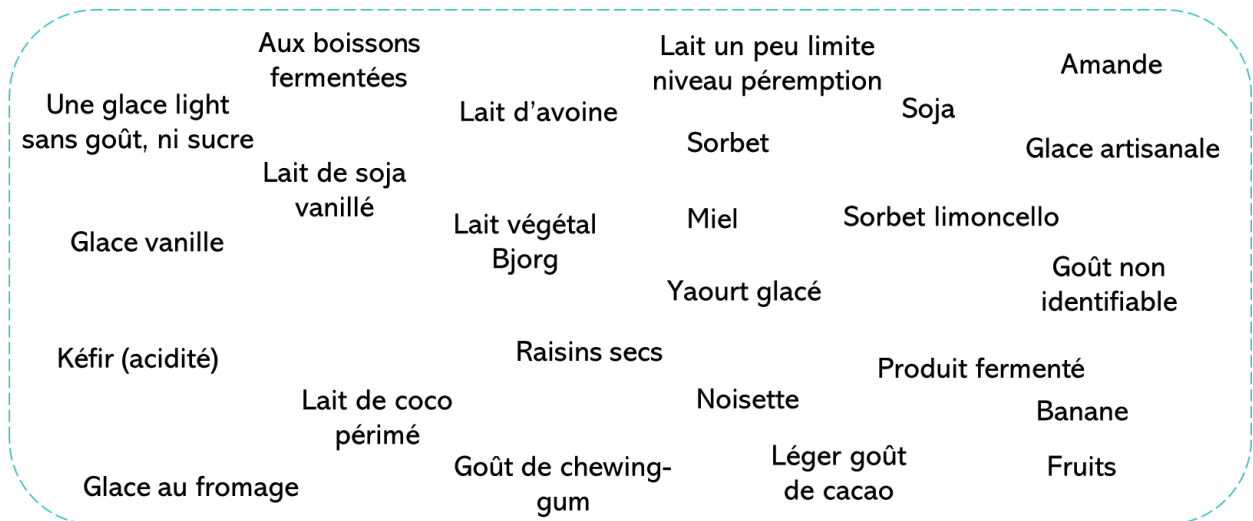 Aux boissons
fermentées
Lait un peu limite
niveau péremption
Amande
Une glace light
sans goût, ni sucre
Lait d’avoine
Soja
Sorbet
Glace artisanale
Lait de soja
vanillé
Lait végétal
Bjorg
Miel
Sorbet limoncello
Glace vanille
Yaourt glacé
Goût non
identifiable
Kéfir (acidité)
Raisins secs
Produit fermenté
Lait de coco
périmé
Noisette
Banane
Glace au fromage
Goût de chewing-
gum
Léger goût
de cacao
Fruits